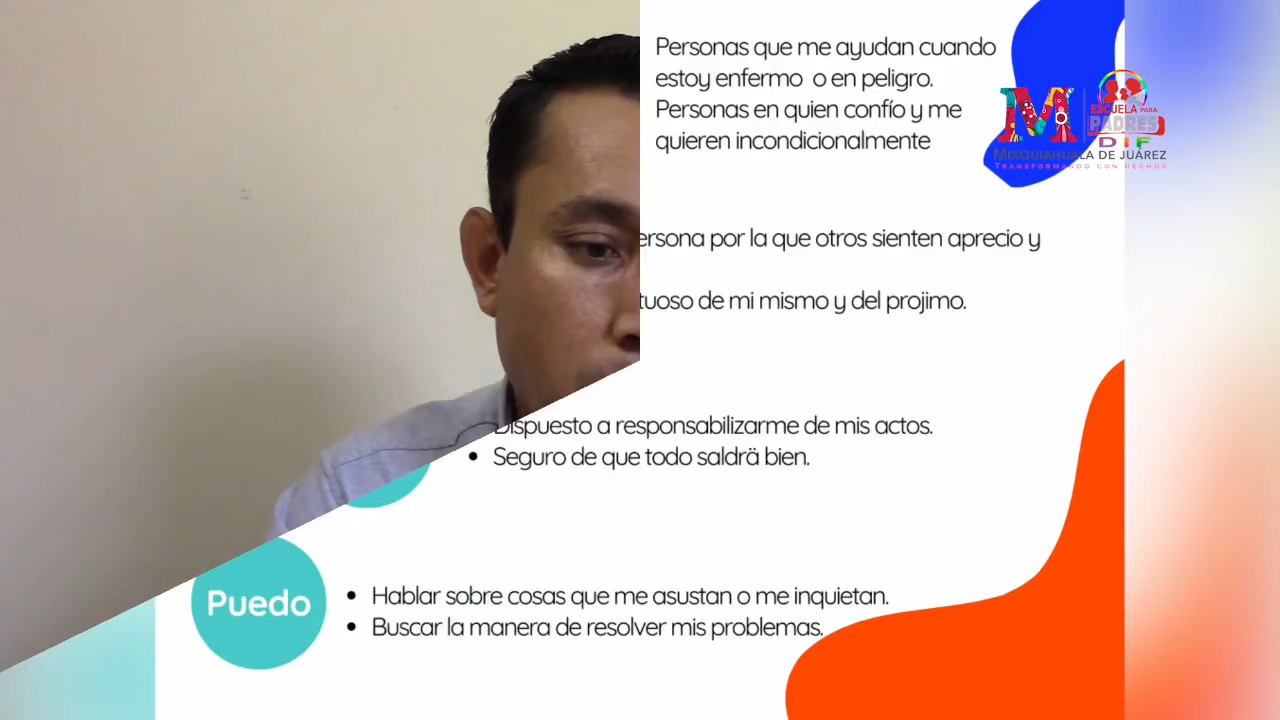 Personas que me ayudan cuando
estoy enfermo o en peligro.
Personas en quien confío y me
quieren incondicionalmente
M
ESCUELA PARA
PADRES
DIF
MIXQUIAHUALA DE JUÁREZ
TRANSFORMANDO CON HECHOS
ersona por la que otros sienten aprecio y
tuoso de mi mismo y del projimo.
Dispuesto a responsabilizarme de mis actos.
Seguro de que todo saldrä bien.
Puedo
Hablar sobre cosas que me asustan o me inquietan.
Buscar la manera de resolver mis problemas.